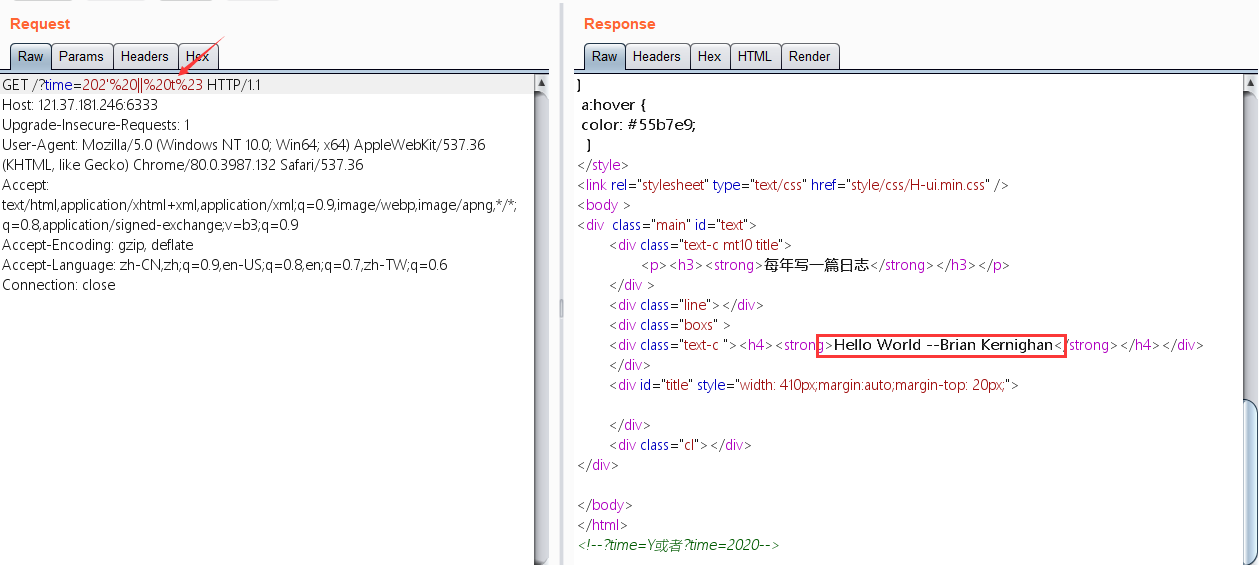 Request
Raw Params Headers Hex
GET /?time=202'%20||%20t%23 HTTP/1.1
Host: 121.37.181.246:6333
Upgrade-Insecure-Requests: 1
User-Agent: Mozilla/5.0 (Windows NT 10.0; Win64; x64) AppleWebKit/537.36
(KHTML, like Gecko) Chrome/80.0.3987.132 Safari/537.36
Accept:
text/html,application/xhtml+xml,application/xml;q=0.9,image/webp,image/apng,*/*;
q=0.8,application/signed-exchange;v=b3;q=0.9
Accept-Encoding: gzip, deflate
Accept-Language: zh-CN,zh;q=0.9,en-US;q=0.8,en;q=0.7,zh-TW;q=0.6
Connection: close
Response
Raw Headers Hex HTML Render
}
a:hover {
color: #55b7e9;
}
</style>
<link rel="stylesheet" type="text/css" href="style/css/H-ui.min.css" />
<body >
<div class="main" id="text">
<div class="text-c mt10 title">
<p><h3><strong>每年写一篇日志</strong></h3></p>
</div >
<div class="line"></div>
<div class="boxs" >
<div class="text-c "><h4><strong>Hello World --Brian Kernighan</strong></h4></div>
</div>
<div id="title" style="width: 410px;margin:auto;margin-top: 20px;">
</div>
<div class="cl"></div>
</div>
</body>
</html>
<!--?time=Y或者?time=2020-->